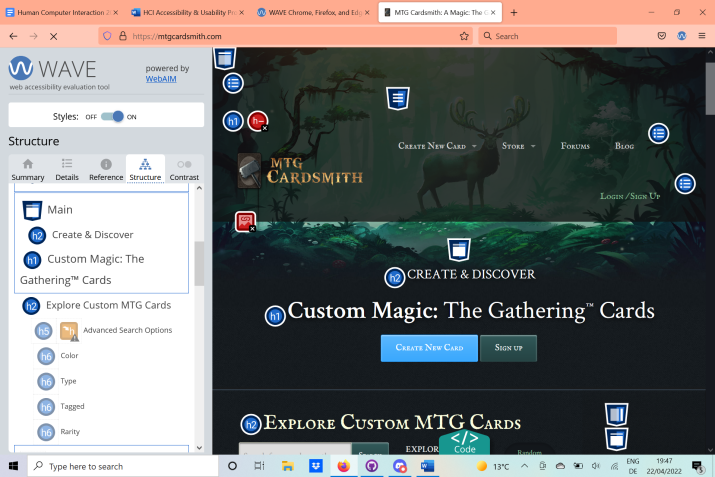 Human Computer Interaction 2
HCI Accessibility & Usability Pro
WAVE Chrome, Firefox, and Edg
MTG Cardsmith: A Magic: The G
https://mtgcardsmith.com
Search
WAVE
web accessibility evaluation tool
powered by
WebAIM
Styles: OFF ON
Structure
Summary
Details
Reference
Structure
Contrast
Main
h2 Create & Discover
h1 Custom Magic: The
Gathering™ Cards
h2 Explore Custom MTG Cards
h5 h Advanced Search Options
h6 Color
h6 Type
h6 Tagged
h6 Rarity
h1
h~
MTG
Cardsmith
Create New Card
Store
Forums
Blog
Login/Sign Up
h2 CREATE & DISCOVER
h1 Custom Magic: The Gathering™ Cards
Create New Card
Sign up
h2 Explore Custom MTG Cards
EXPLOR
Random
</>
Code
Type here to search
13°C
ENG
DE
19:47
22/04/2022
5